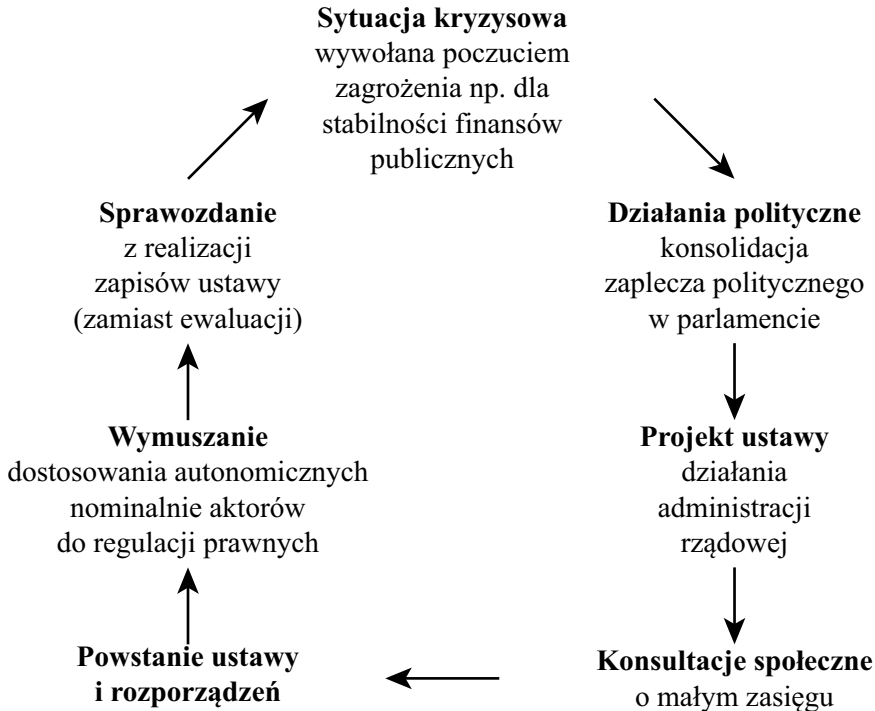 Sytuacja kryzysowa
wywołana poczuciem
zagrożenia np. dla
stabilności finansów
publicznych
Działania polityczne
konsolidacja
zaplecza politycznego
w parlamencie
Projekt ustawy
działania
administracji
rządowej
Konsultacje społeczne
o małym zasięgu
Powstanie ustawy
i rozporządzeń
Wymuszanie
dostosowania autonomicznych
nominalnie aktorów
do regulacji prawnych
Sprawozdanie
z realizacji
zapisów ustawy
(zamiast ewaluacji)